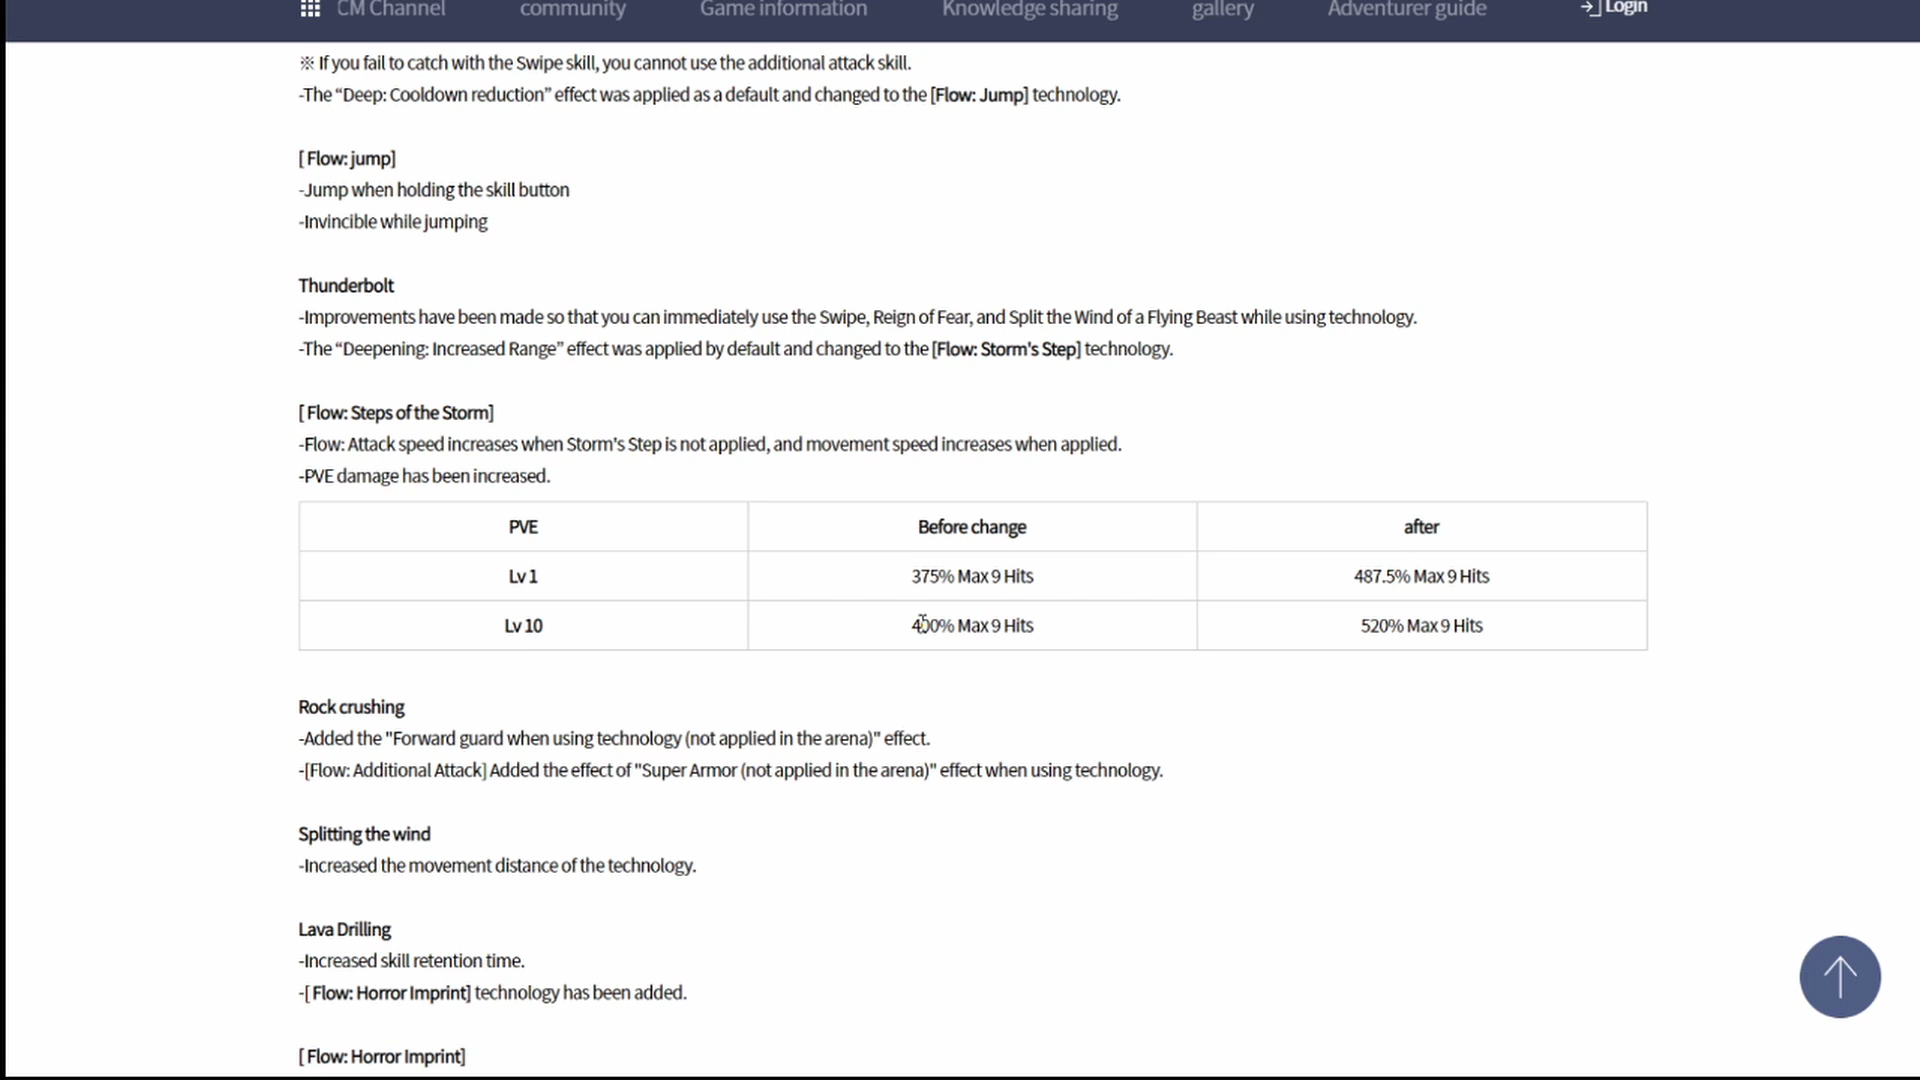 CM Channel community Game information Knowledge sharing gallery Adventurer guide Login
※ If you fail to catch with the Swipe skill, you cannot use the additional attack skill.
-The “Deep: Cooldown reduction” effect was applied as a default and changed to the [Flow: Jump] technology.
[ Flow: jump]
-Jump when holding the skill button
-Invincible while jumping
Thunderbolt
-Improvements have been made so that you can immediately use the Swipe, Reign of Fear, and Split the Wind of a Flying Beast while using technology.
-The “Deepening: Increased Range” effect was applied by default and changed to the [Flow: Storm's Step] technology.
[ Flow: Steps of the Storm]
-Flow: Attack speed increases when Storm's Step is not applied, and movement speed increases when applied.
-PVE damage has been increased.
PVE Before change after
Lv 1 375% Max 9 Hits 487.5% Max 9 Hits
Lv 10 400% Max 9 Hits 520% Max 9 Hits
Rock crushing
-Added the "Forward guard when using technology (not applied in the arena)" effect.
-[Flow: Additional Attack] Added the effect of "Super Armor (not applied in the arena)" effect when using technology.
Splitting the wind
-Increased the movement distance of the technology.
Lava Drilling
-Increased skill retention time.
-[ Flow: Horror Imprint] technology has been added.
[ Flow: Horror Imprint]